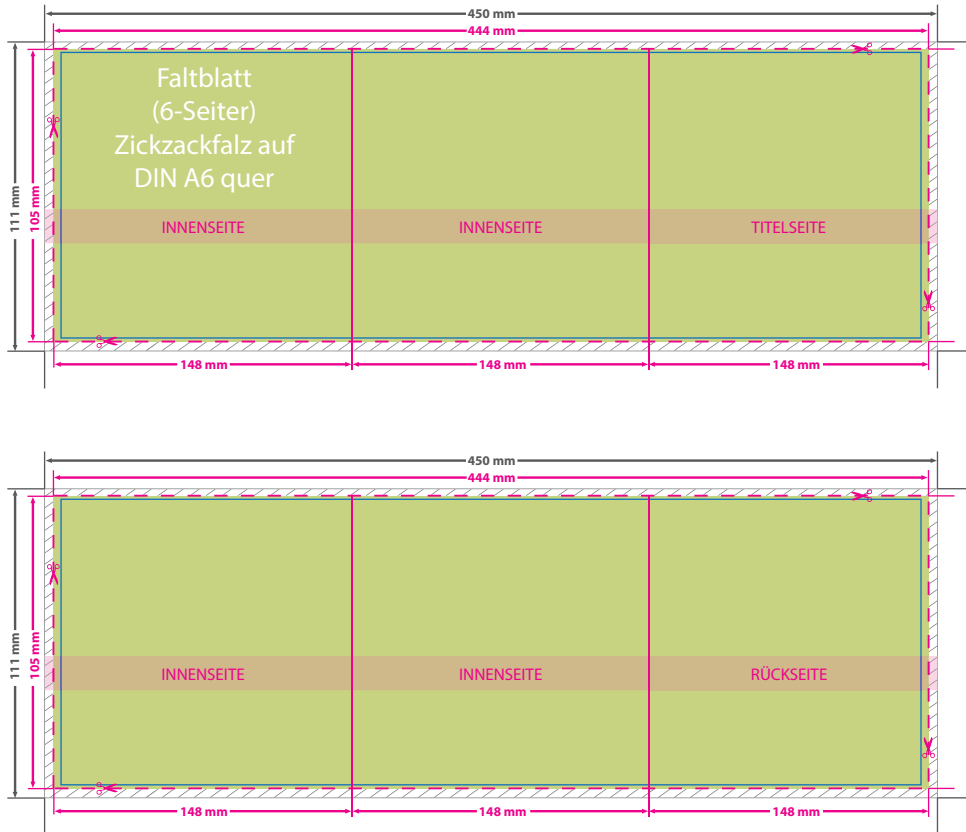 450 mm
444 mm
Faltblatt
(6-Seiter)
Zickzackfalz auf
DIN A6 quer
111 mm
105 mm
INNENSEITE
INNENSEITE
TITELSEITE
148 mm
148 mm
148 mm
450 mm
444 mm
111 mm
105 mm
INNENSEITE
INNENSEITE
RÜCKSEITE
148 mm
148 mm
148 mm